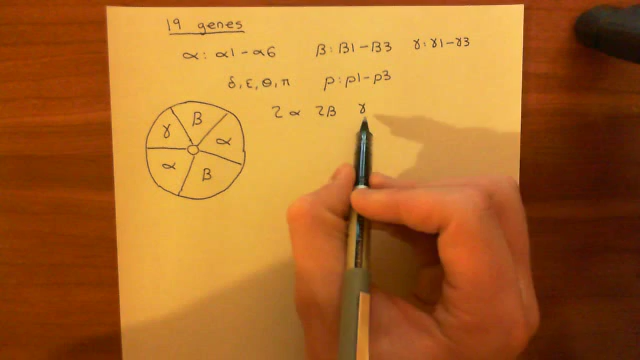 19 genes
α: α1-α6 β: β1-β3 γ: γ1-γ3
δ, ε, θ, π ρ: ρ1-ρ3
2α 2β γ
β
γ α
α β